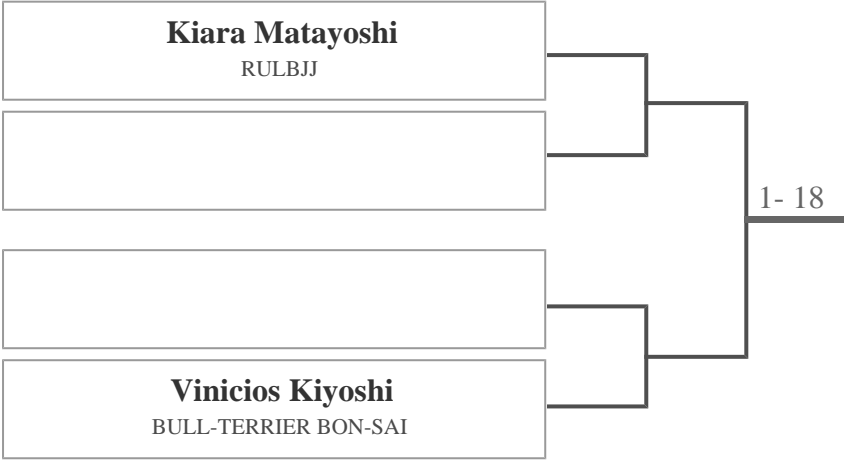 Kiara Matayoshi
RULBJJ
1- 18
Vinicios Kiyoshi
BULL-TERRIER BON-SAI